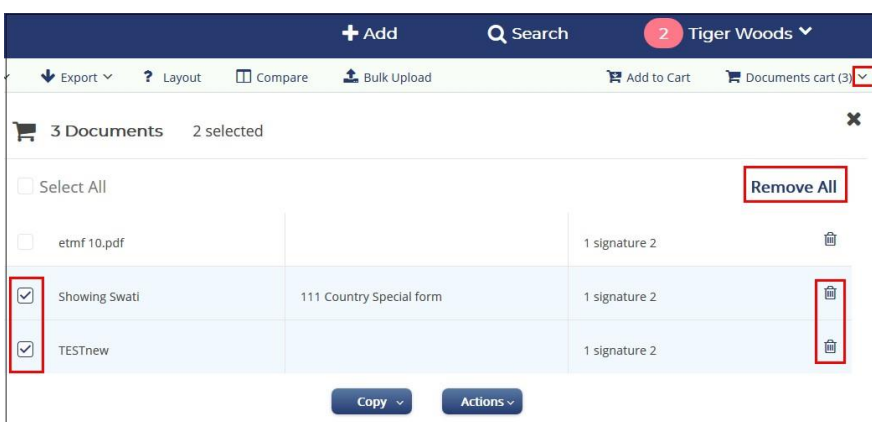 Add Search 2 Tiger Woods
Export ? Layout Compare Bulk Upload Add to Cart Documents cart (3)
3 Documents 2 selected
Select All Remove All
etmf 10.pdf 1 signature 2
Showing Swati 111 Country Special form 1 signature 2
TESTnew 1 signature 2
Copy Actions